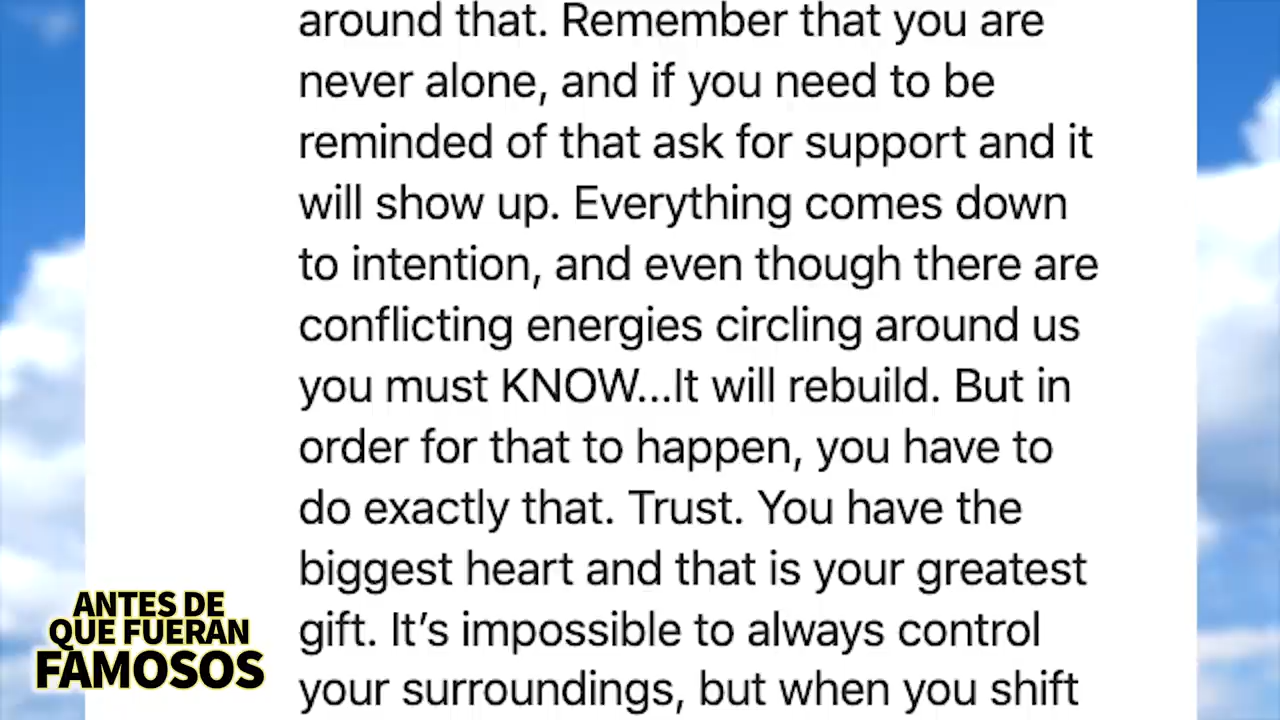 around that. Remember that you are
never alone, and if you need to be
reminded of that ask for support and it
will show up. Everything comes down
to intention, and even though there are
conflicting energies circling around us
you must KNOW...It will rebuild. But in
order for that to happen, you have to
do exactly that. Trust. You have the
biggest heart and that is your greatest
gift. It’s impossible to always control
your surroundings, but when you shift
ANTES DE
QUE FUERAN
FAMOSOS